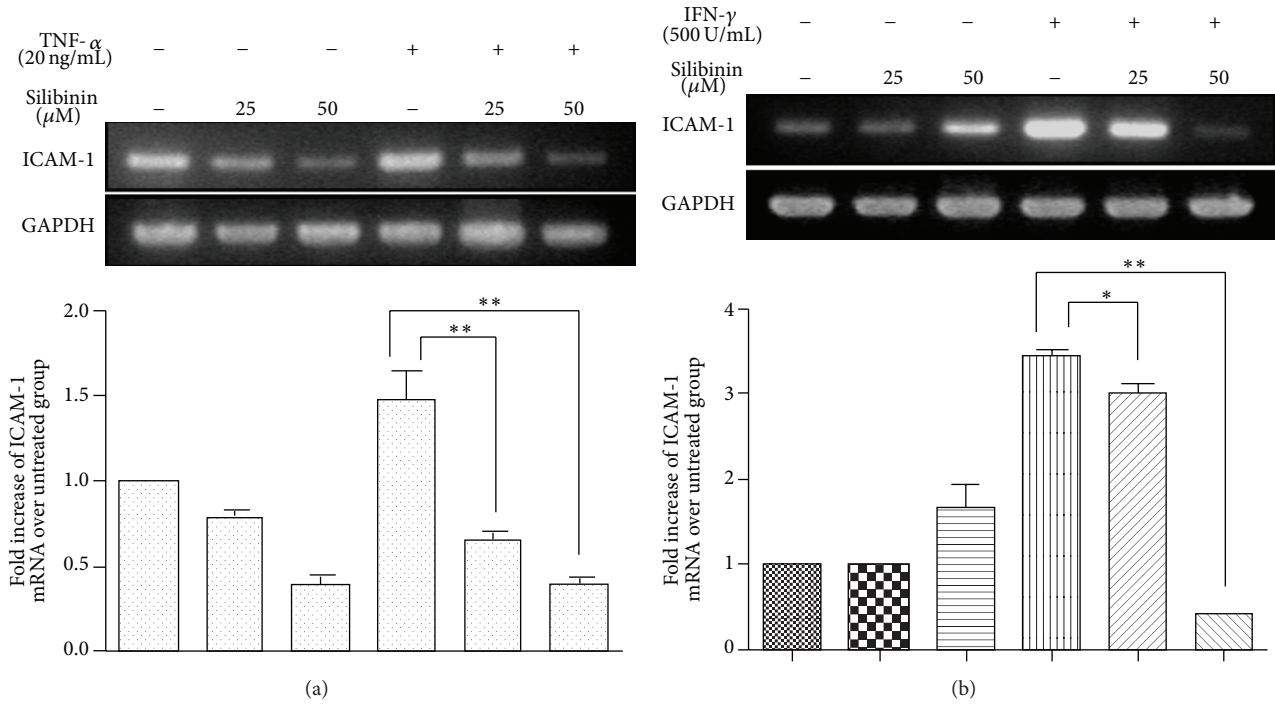 TNF-α
(20 ng/mL)
− − − + + +
Silibinin
(μM)
− 25 50 − 25 50
ICAM-1
GAPDH
2.0
1.5
1.0
0.5
0.0
Fold increase of ICAM-1
mRNA over untreated group
**
**
(a)
IFN-γ
(500 U/mL)
− − − + + +
Silibinin
(μM)
− 25 50 − 25 50
ICAM-1
GAPDH
4
3
2
1
0
Fold increase of ICAM-1
mRNA over untreated group
**
*
(b)